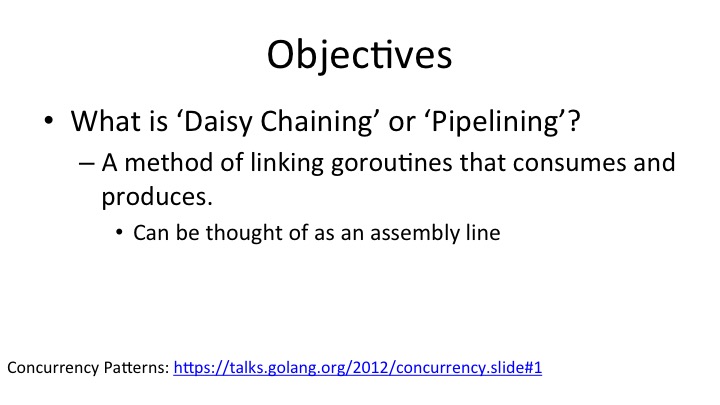 Objectives
• What is ‘Daisy Chaining’ or ‘Pipelining’?
– A method of linking goroutines that consumes and
produces.
• Can be thought of as an assembly line
Concurrency Patterns: https://talks.golang.org/2012/concurrency.slide#1